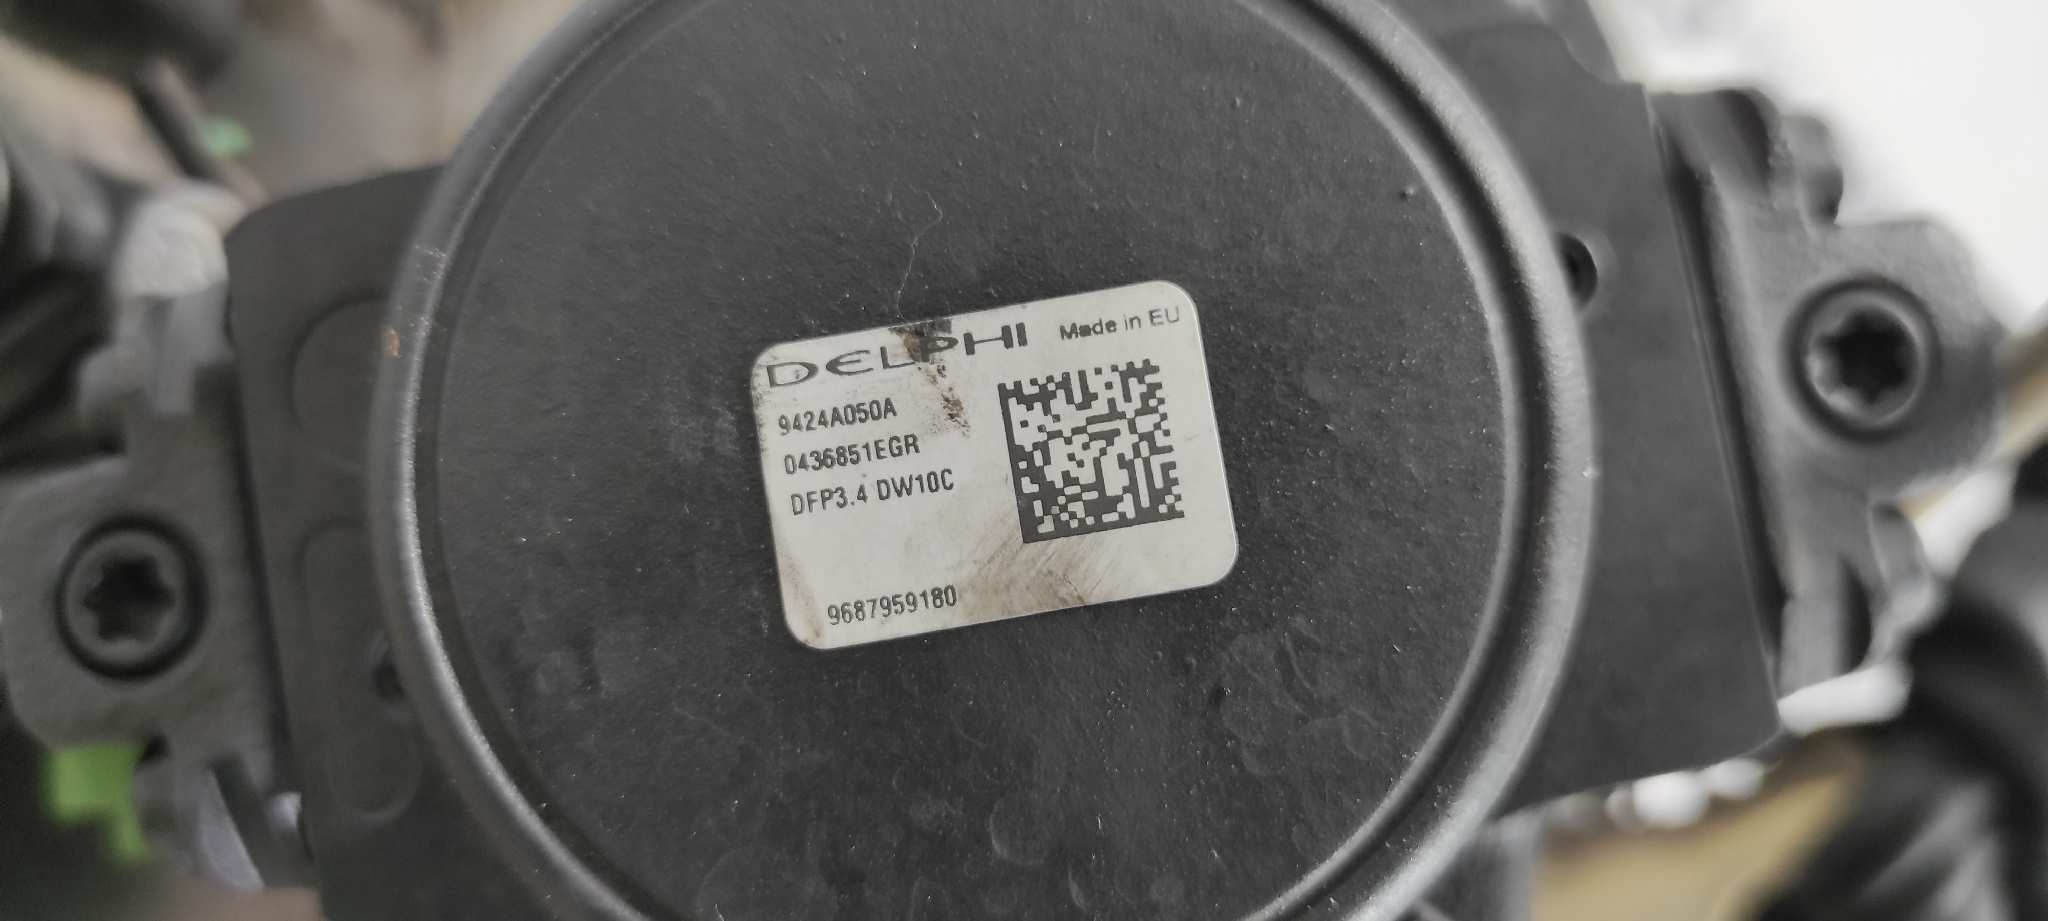 DELPHI Made in EU
9424A050A
0436851EGR
DFP3.4 DW10C
9687959180